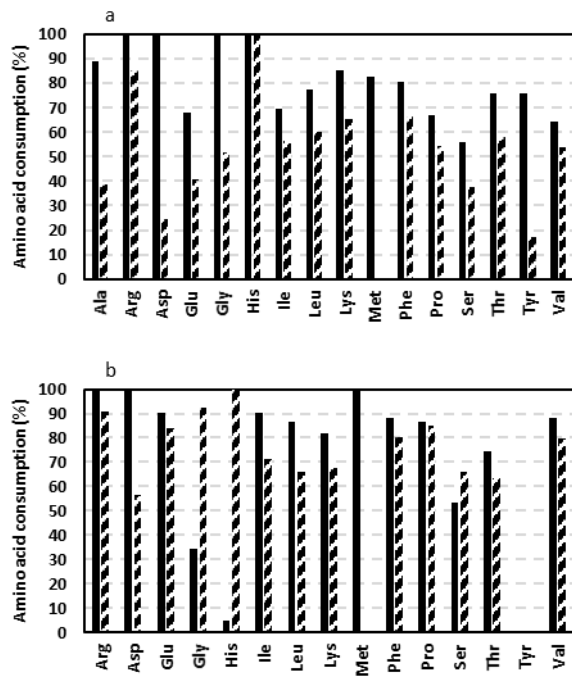 a
Amino acid consumption (%)
100
90
80
70
60
50
40
30
20
10
0
Ala
Arg
Asp
Glu
Gly
His
Ile
Leu
Lys
Met
Phe
Pro
Ser
Thr
Tyr
Val
b
Amino acid consumption (%)
100
90
80
70
60
50
40
30
20
10
0
Arg
Asp
Glu
Gly
His
Ile
Leu
Lys
Met
Phe
Pro
Ser
Thr
Tyr
Val